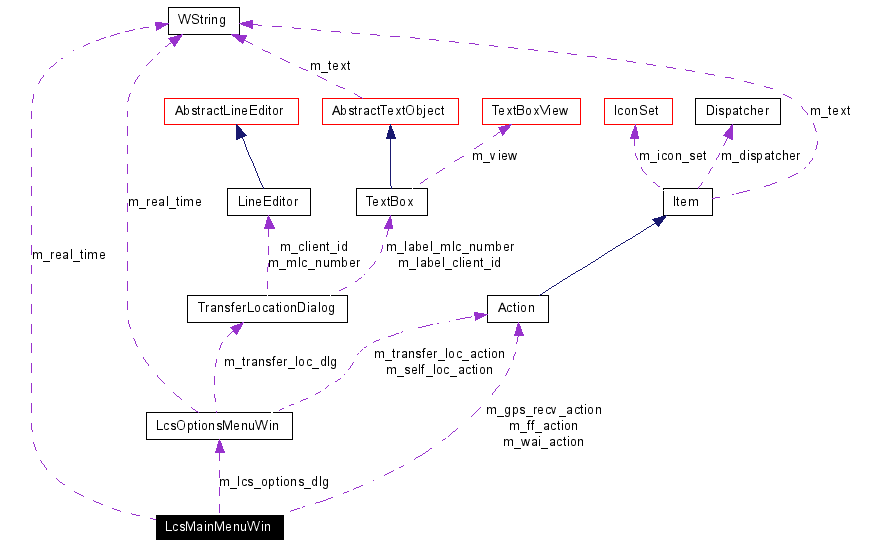 WString
m_text
AbstractLineEditor
AbstractTextObject
TextBoxView
IconSet
Dispatcher
m_text
m_view
m_icon_set
m_dispatcher
m_real_time
LineEditor
TextBox
Item
m_real_time
m_client_id
m_mlc_number
m_label_mlc_number
m_label_client_id
TransferLocationDialog
Action
m_transfer_loc_dlg
m_transfer_loc_action
m_self_loc_action
LcsOptionsMenuWin
m_gps_recv_action
m_ff_action
m_wai_action
m_lcs_options_dlg
LcsMainMenuWin